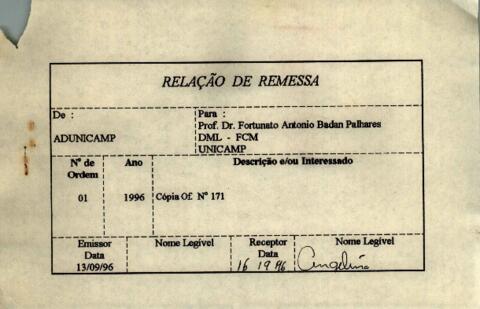 RELAÇÃO DE REMESSA
De :
ADUNICAMP
Para :
Prof. Dr. Fortunato Antonio Badan Palhares
DML - FCM
UNICAMP
Nº de Ordem
Ano
Descrição e/ou Interessado
01
1996
Cópia Of. Nº 171
Emissor
Data
13/09/96
Nome Legível
Receptor
Data
16 19 96
Nome Legível
Angelina